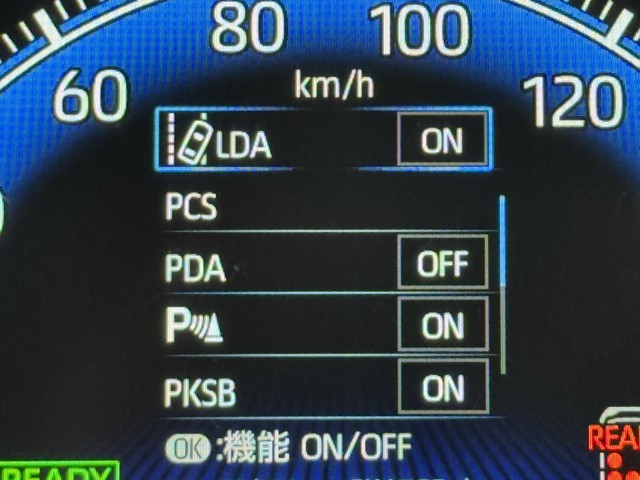 80 100
60 km/h 120
LDA ON
PCS
PDA OFF
P ON
PKSB ON
OK :機能 ON/OFF
READY